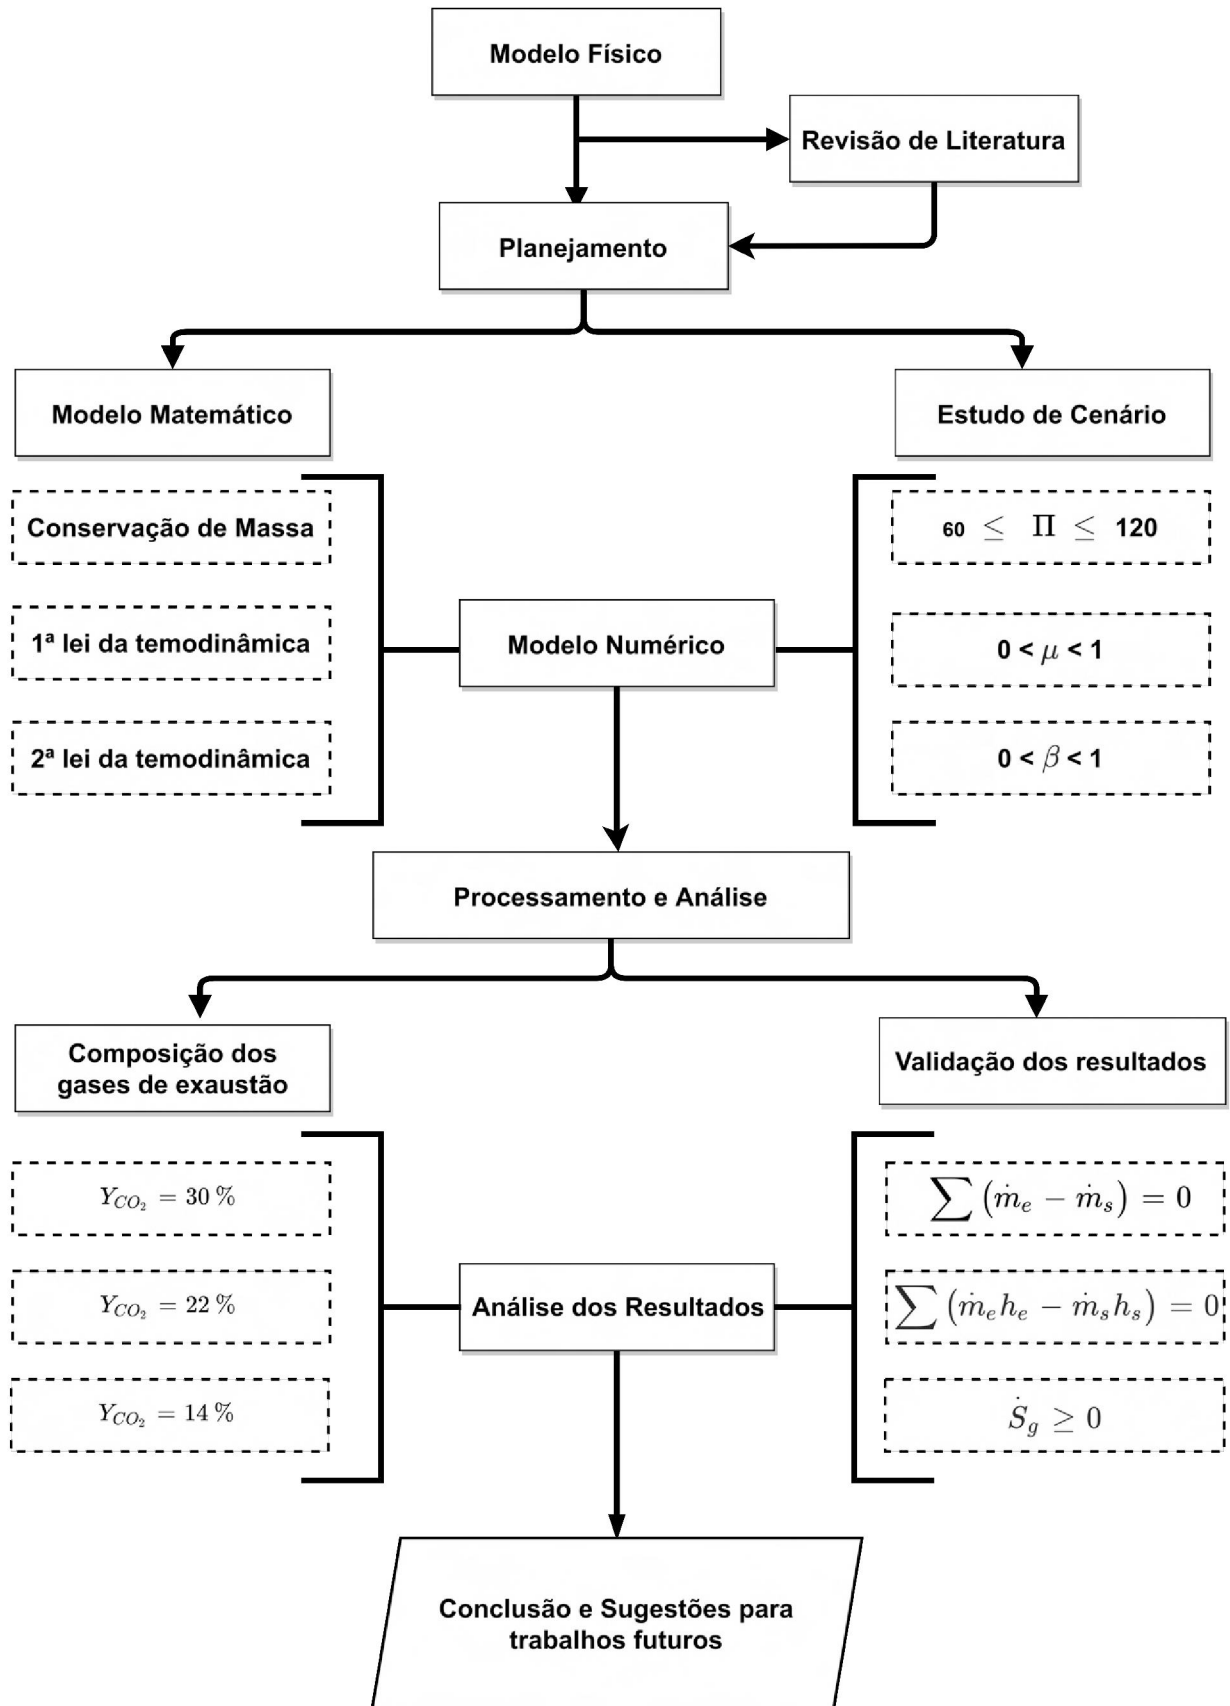 Modelo Físico
Revisão de Literatura
Planejamento
Modelo Matemático
Estudo de Cenário
Conservação de Massa
60 ≤ Π ≤ 120
1ª lei da temodinâmica
Modelo Numérico
0 < μ < 1
2ª lei da temodinâmica
0 < β < 1
Processamento e Análise
Composição dos
gases de exaustão
Validação dos resultados
Y_{CO_2} = 30 %
∑ (ṁ_e − ṁ_s) = 0
Y_{CO_2} = 22 %
Análise dos Resultados
∑ (ṁ_e h_e − ṁ_s h_s) = 0
Y_{CO_2} = 14 %
Ṡ_g ≥ 0
Conclusão e Sugestões para
trabalhos futuros